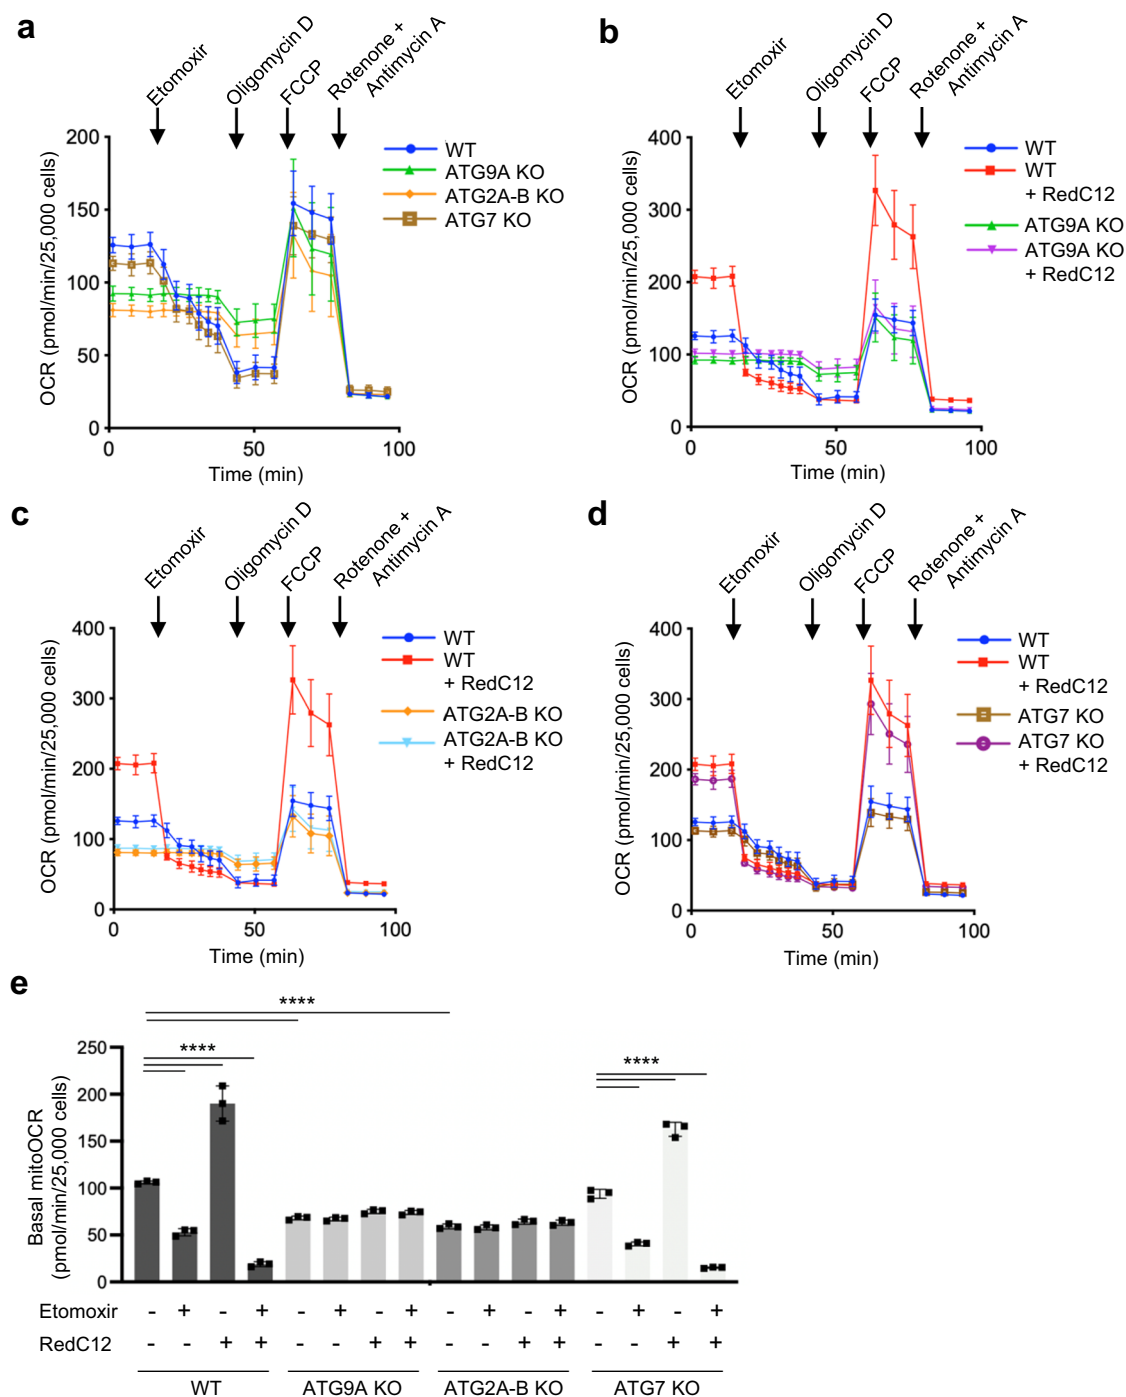 a
Etomoxir
Oligomycin D
FCCP
Rotenone +
Antimycin A
200
150
100
50
0
OCR (pmol/min/25,000 cells)
WT
ATG9A KO
ATG2A-B KO
ATG7 KO
0 50 100
Time (min)
b
Etomoxir
Oligomycin D
FCCP
Rotenone +
Antimycin A
400
300
200
100
0
OCR (pmol/min/25,000 cells)
WT
WT
+ RedC12
ATG9A KO
ATG9A KO
+ RedC12
0 50 100
Time (min)
c
Etomoxir
Oligomycin D
FCCP
Rotenone +
Antimycin A
400
300
200
100
0
OCR (pmol/min/25,000 cells)
WT
WT
+ RedC12
ATG2A-B KO
ATG2A-B KO
+ RedC12
0 50 100
Time (min)
d
Etomoxir
Oligomycin D
FCCP
Rotenone +
Antimycin A
400
300
200
100
0
OCR (pmol/min/25,000 cells)
WT
WT
+ RedC12
ATG7 KO
ATG7 KO
+ RedC12
0 50 100
Time (min)
e
****
****
****
250
200
150
100
50
0
Basal mitoOCR
(pmol/min/25,000 cells)
Etomoxir - + - + - + - + - + - + - + - +
RedC12 - - + + - - + + - - + + - - + +
WT ATG9A KO ATG2A-B KO ATG7 KO